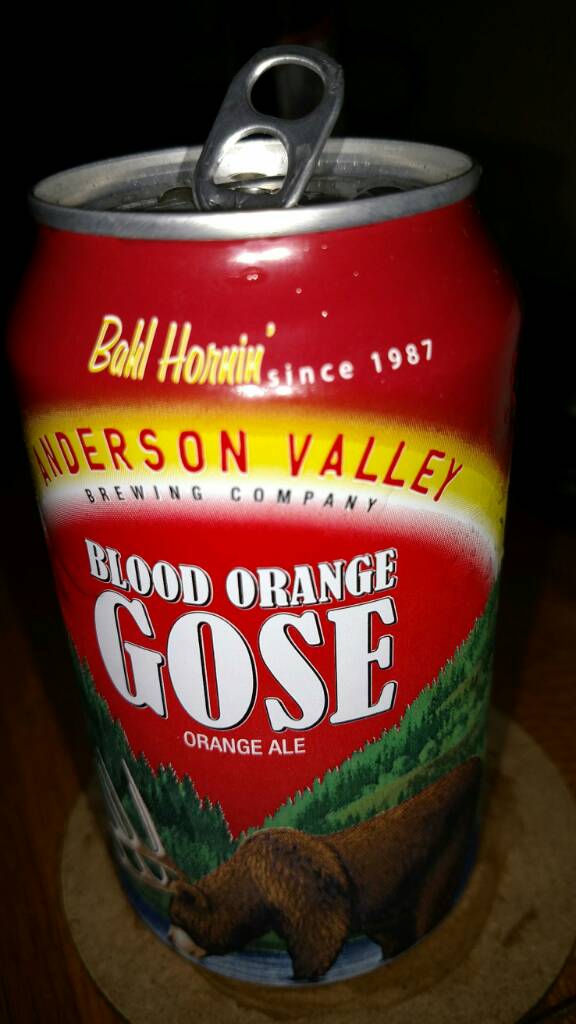 Bahl Hornin' since 1987
ANDERSON VALLEY
BREWING COMPANY
BLOOD ORANGE
GOSE
ORANGE ALE